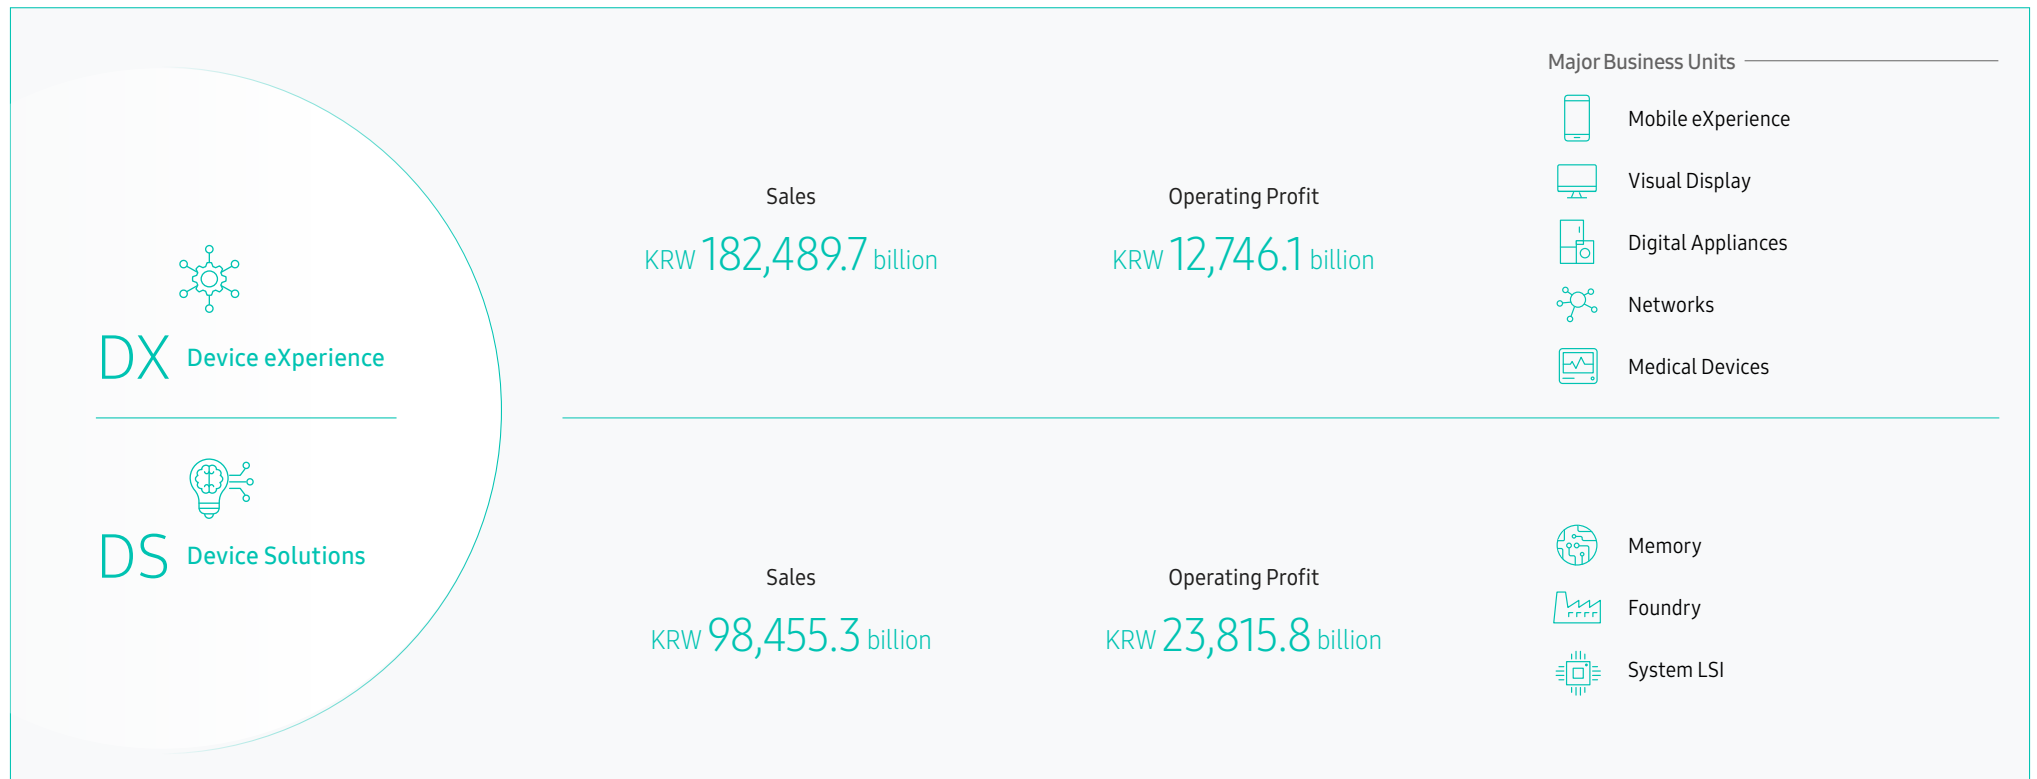 Major Business Units
DX Device eXperience
Sales
KRW 182,489.7 billion
Operating Profit
KRW 12,746.1 billion
Mobile eXperience
Visual Display
Digital Appliances
Networks
Medical Devices
DS Device Solutions
Sales
KRW 98,455.3 billion
Operating Profit
KRW 23,815.8 billion
Memory
Foundry
System LSI